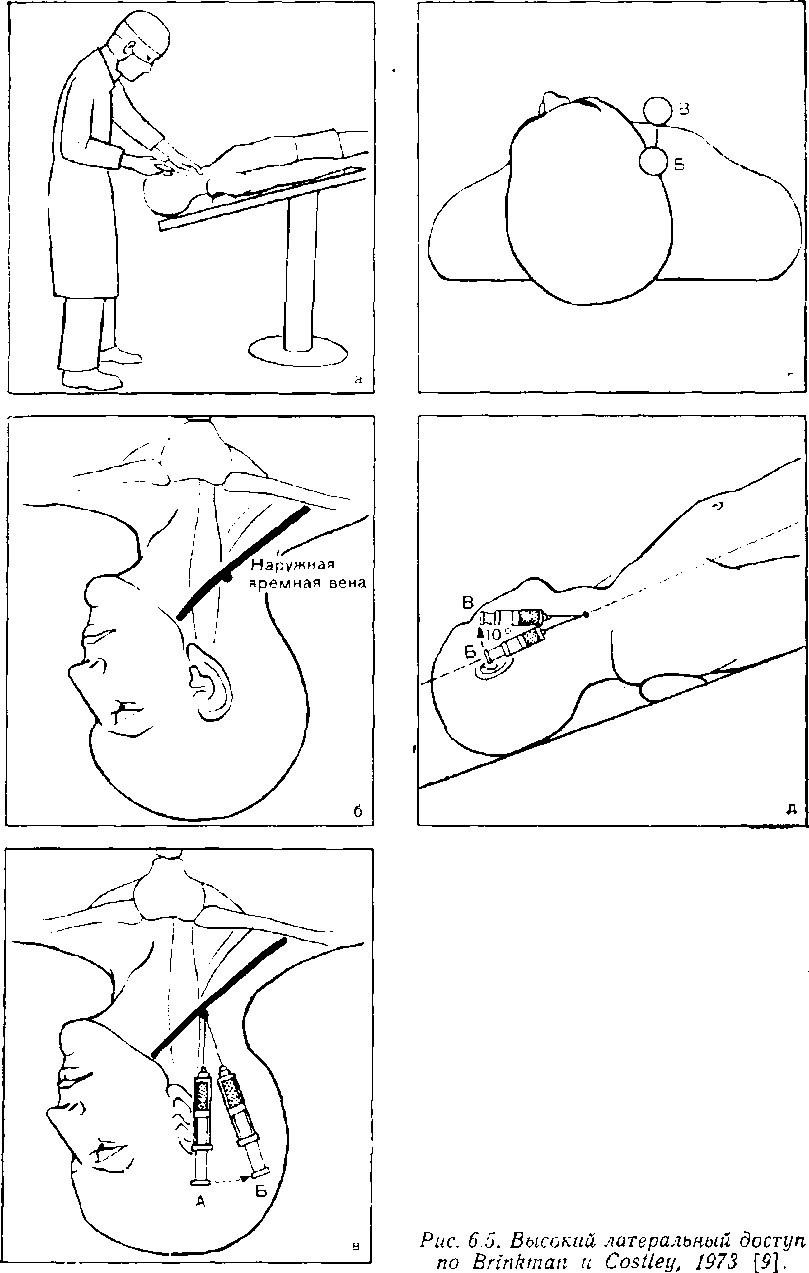 а
В
Б
г
Наружная
яремная вена
б
В
10°
Б
д
А
Б
в
Рис. 6.5. Высокий латеральный доступ
по Brinkman и Costley, 1973 [9].